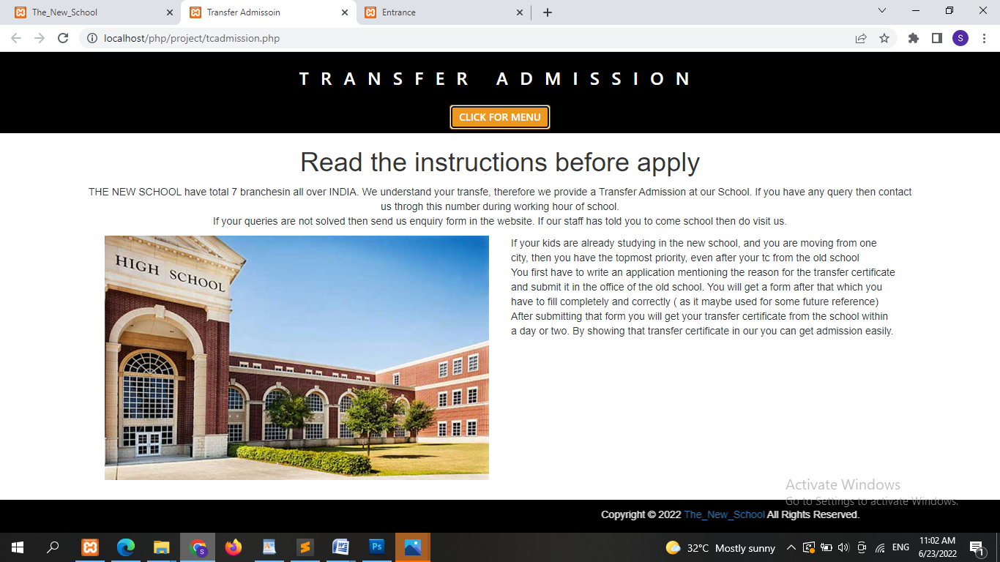 The_New_School
Transfer Admissoin
Entrance
localhost/php/project/tcadmission.php
S
TRANSFER ADMISSION
CLICK FOR MENU
Read the instructions before apply
THE NEW SCHOOL have total 7 branchesin all over INDIA. We understand your transfe, therefore we provide a Transfer Admission at our School. If you have any query then contact
us throgh this number during working hour of school.
If your queries are not solved then send us enquiry form in the website. If our staff has told you to come school then do visit us.
HIGH SCHOOL
If your kids are already studying in the new school, and you are moving from one
city, then you have the topmost priority, even after your tc from the old school
You first have to write an application mentioning the reason for the transfer certificate
and submit it in the office of the old school. You will get a form after that which you
have to fill completely and correctly ( as it maybe used for some future reference)
After submitting that form you will get your transfer certificate from the school within
a day or two. By showing that transfer certificate in our you can get admission easily.
Activate Windows
Go to Settings to activate Windows.
Copyright © 2022 The_New_School All Rights Reserved.
S
W
Ps
32°C Mostly sunny
ENG
11:02 AM
6/23/2022
1